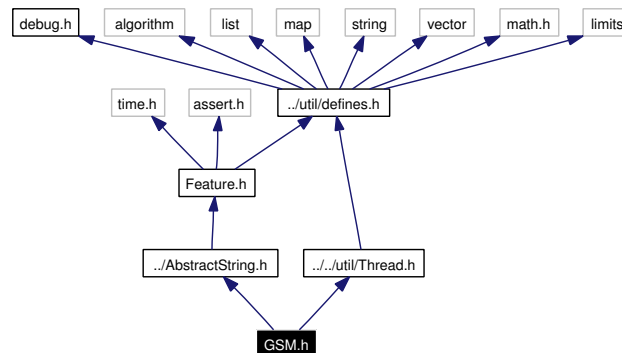 debug.h
algorithm
list
map
string
vector
math.h
limits
time.h
assert.h
../util/defines.h
Feature.h
../AbstractString.h
../../util/Thread.h
GSM.h